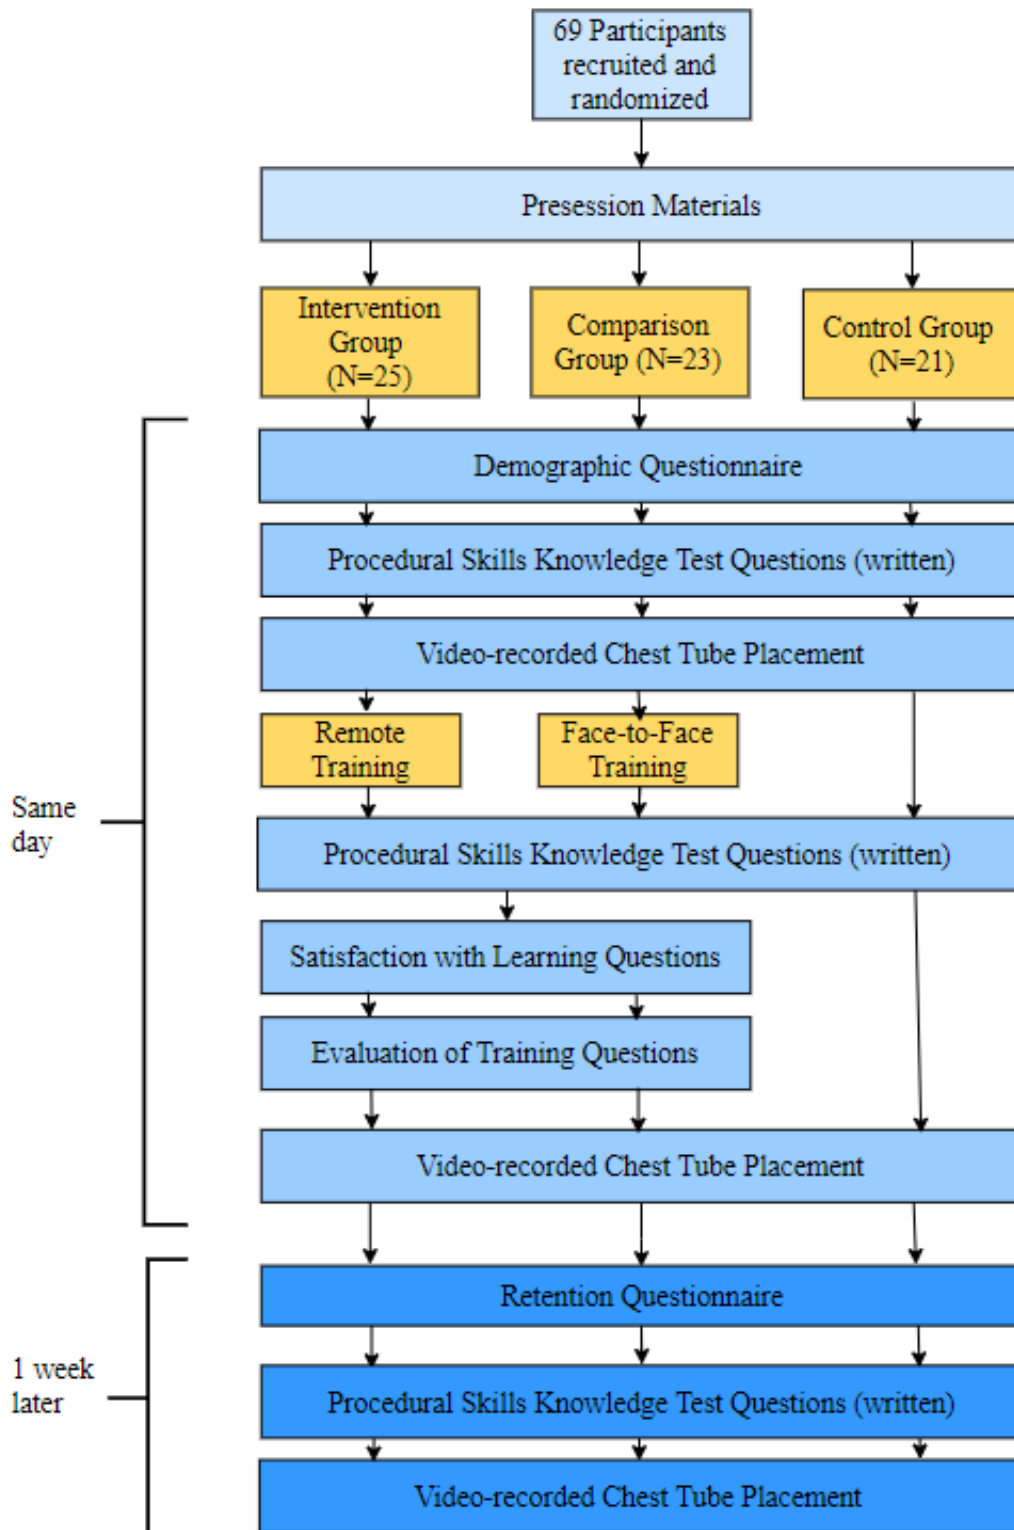 69 Participants
recruited and
randomized
Presession Materials
Intervention
Group
(N=25)
Comparison
Group (N=23)
Control Group
(N=21)
Demographic Questionnaire
Procedural Skills Knowledge Test Questions (written)
Video-recorded Chest Tube Placement
Remote
Training
Face-to-Face
Training
Same
day
Procedural Skills Knowledge Test Questions (written)
Satisfaction with Learning Questions
Evaluation of Training Questions
Video-recorded Chest Tube Placement
Retention Questionnaire
1 week
later
Procedural Skills Knowledge Test Questions (written)
Video-recorded Chest Tube Placement